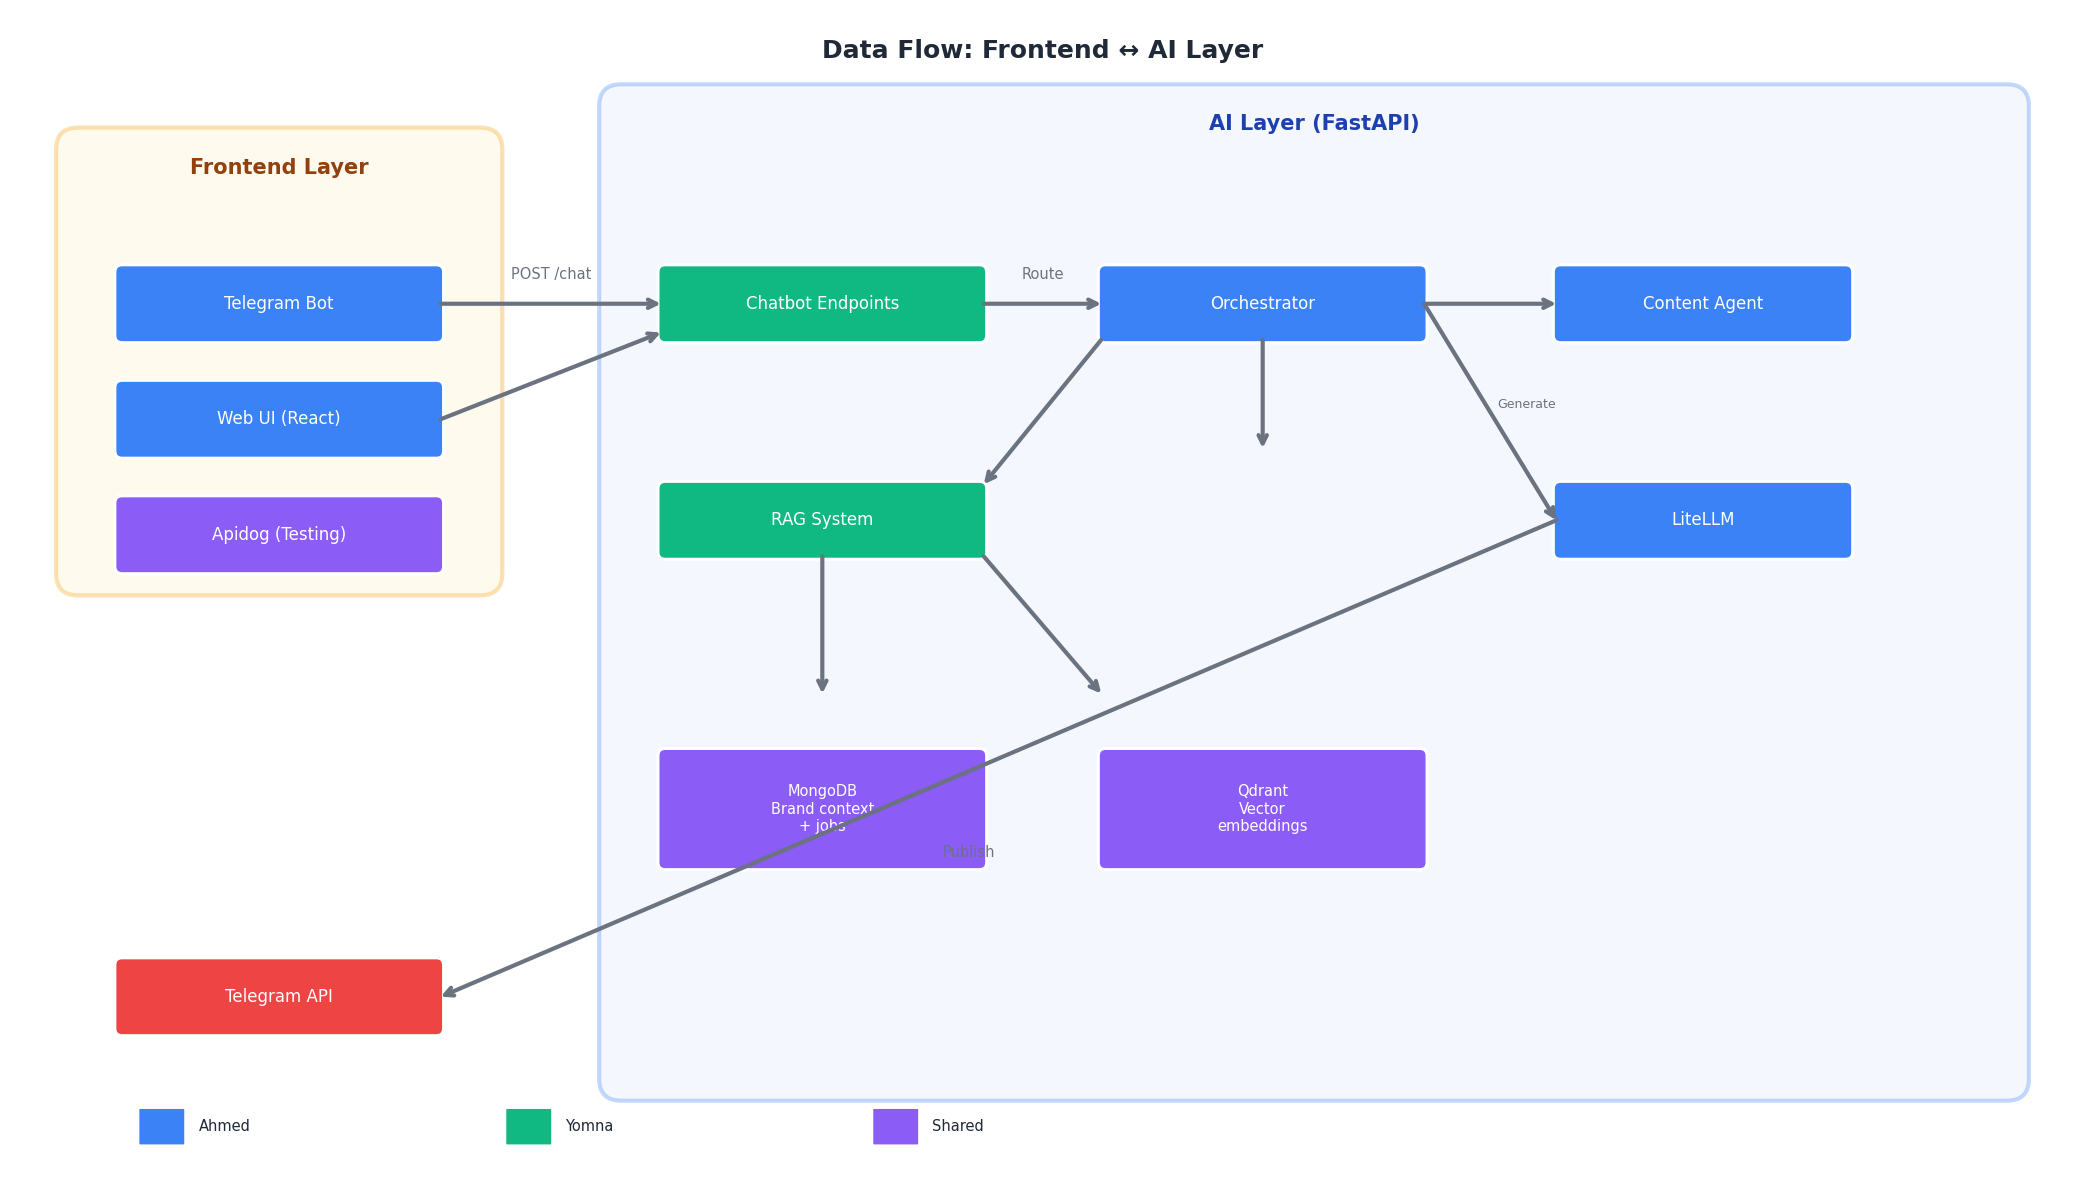 Data Flow: Frontend ↔ AI Layer
Frontend Layer
AI Layer (FastAPI)
Telegram Bot
POST /chat
Chatbot Endpoints
Route
Orchestrator
Content Agent
Web UI (React)
Generate
Apidog (Testing)
RAG System
LiteLLM
MongoDB
Brand context
+ jobs
Qdrant
Vector
embeddings
Publish
Telegram API
Ahmed
Yomna
Shared